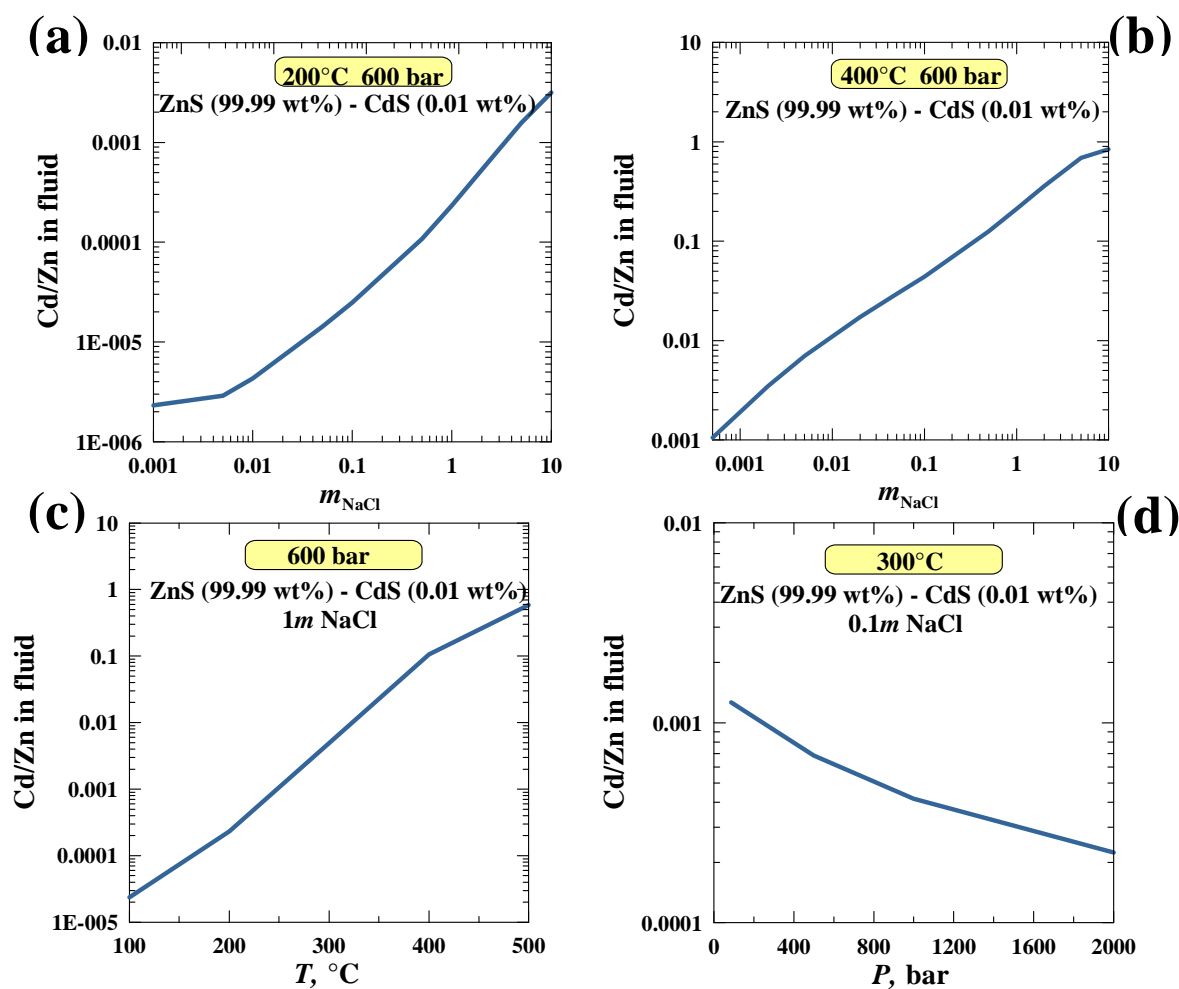 (a)
0.01
0.001
0.0001
1E-005
1E-006
Cd/Zn in fluid
200°C 600 bar
ZnS (99.99 wt%) - CdS (0.01 wt%)
0.001 0.01 0.1 1 10
mNaCl
(b)
10
1
0.1
0.01
0.001
Cd/Zn in fluid
400°C 600 bar
ZnS (99.99 wt%) - CdS (0.01 wt%)
0.001 0.01 0.1 1 10
mNaCl
(c)
10
1
0.1
0.01
0.001
0.0001
1E-005
Cd/Zn in fluid
600 bar
ZnS (99.99 wt%) - CdS (0.01 wt%)
1m NaCl
100 200 300 400 500
T, °C
(d)
0.01
0.001
0.0001
Cd/Zn in fluid
300°C
ZnS (99.99 wt%) - CdS (0.01 wt%)
0.1m NaCl
0 400 800 1200 1600 2000
P, bar